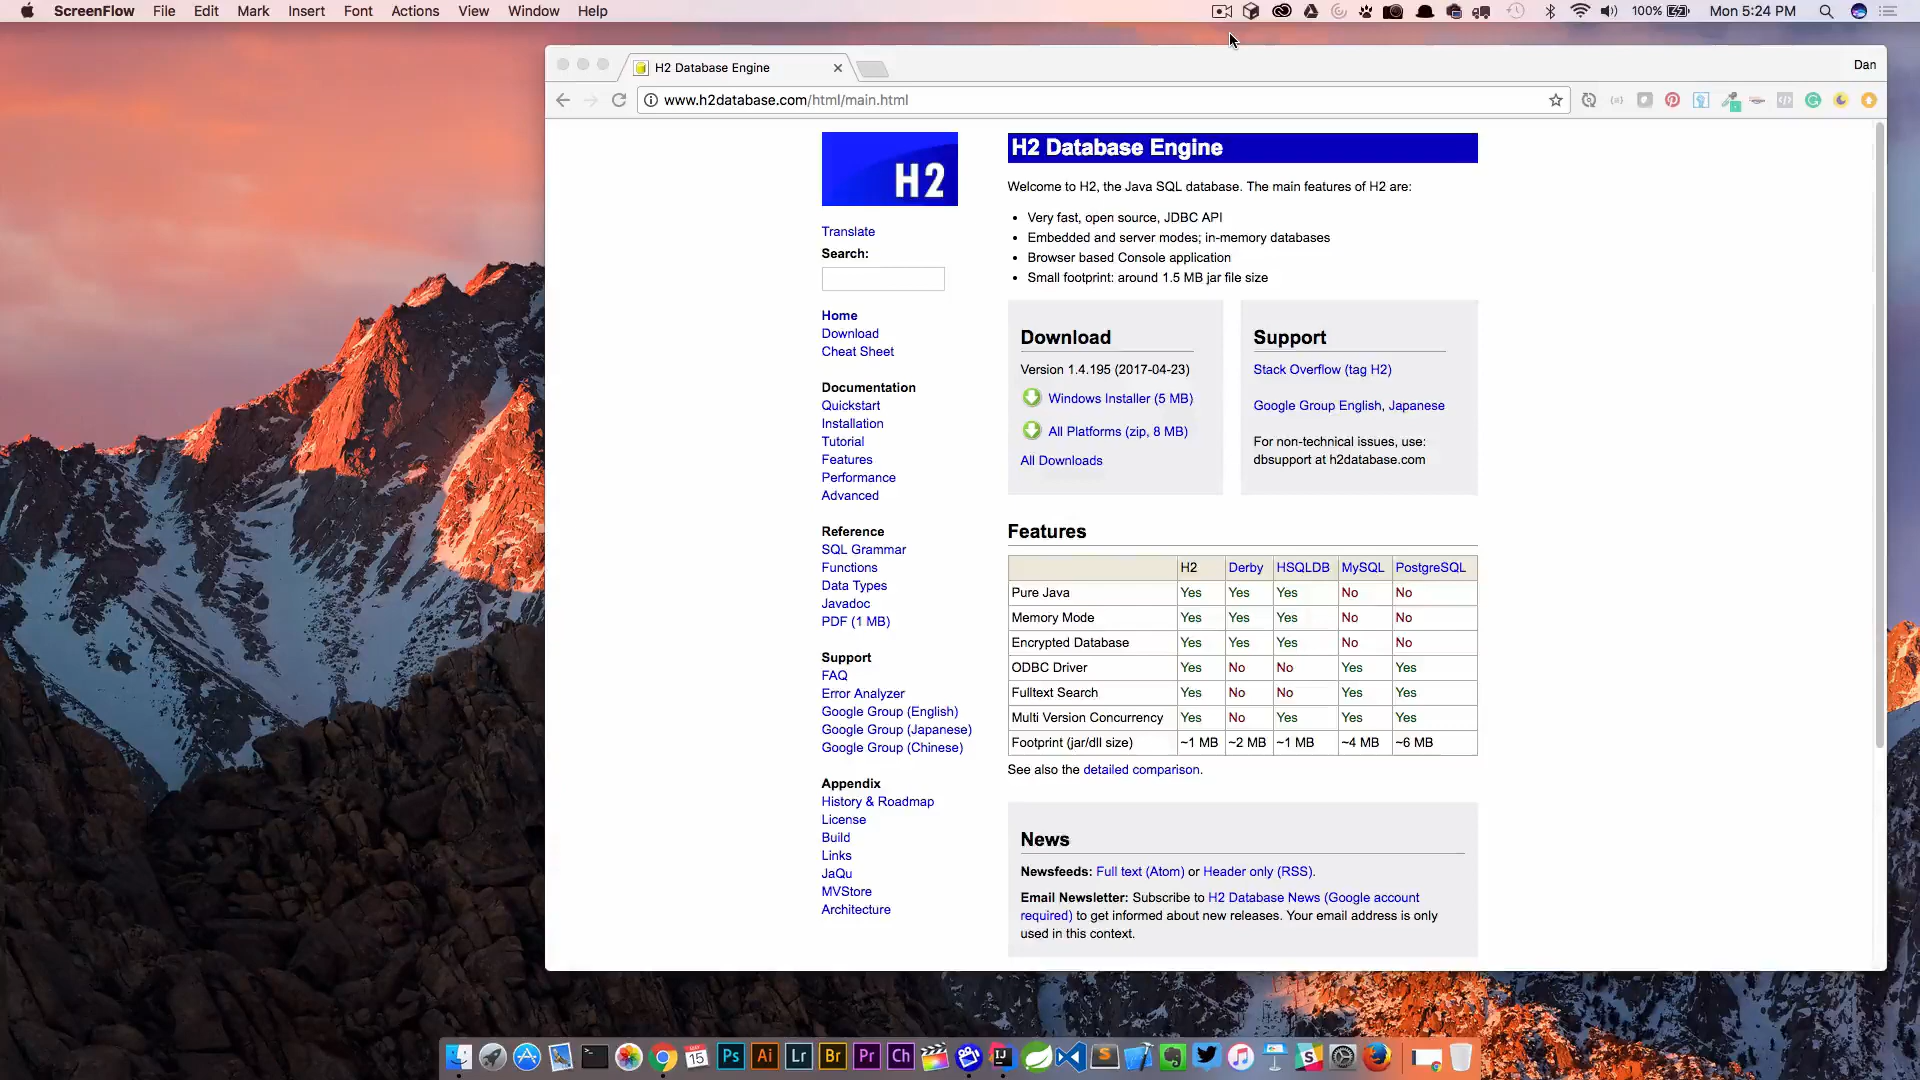 ScreenFlow File Edit Mark Insert Font Actions View Window Help 100% Mon 5:24 PM
H2 Database Engine
Dan
www.h2database.com/html/main.html
H2
Translate
Search:
Home
Download
Cheat Sheet
Documentation
Quickstart
Installation
Tutorial
Features
Performance
Advanced
Reference
SQL Grammar
Functions
Data Types
Javadoc
PDF (1 MB)
Support
FAQ
Error Analyzer
Google Group (English)
Google Group (Japanese)
Google Group (Chinese)
Appendix
History & Roadmap
License
Build
Links
JaQu
MVStore
Architecture
H2 Database Engine
Welcome to H2, the Java SQL database. The main features of H2 are:
• Very fast, open source, JDBC API
• Embedded and server modes; in-memory databases
• Browser based Console application
• Small footprint: around 1.5 MB jar file size
Download
Version 1.4.195 (2017-04-23)
Windows Installer (5 MB)
All Platforms (zip, 8 MB)
All Downloads
Support
Stack Overflow (tag H2)
Google Group English, Japanese
For non-technical issues, use:
dbsupport at h2database.com
Features
H2 Derby HSQLDB MySQL PostgreSQL
Pure Java Yes Yes Yes No No
Memory Mode Yes Yes Yes No No
Encrypted Database Yes Yes Yes No No
ODBC Driver Yes No No Yes Yes
Fulltext Search Yes No No Yes Yes
Multi Version Concurrency Yes No Yes Yes Yes
Footprint (jar/dll size) ~1 MB ~2 MB ~1 MB ~4 MB ~6 MB
See also the detailed comparison.
News
Newsfeeds: Full text (Atom) or Header only (RSS).
Email Newsletter: Subscribe to H2 Database News (Google account
required) to get informed about new releases. Your email address is only
used in this context.
15 Ps Ai Lr Br Pr Ch IJ S